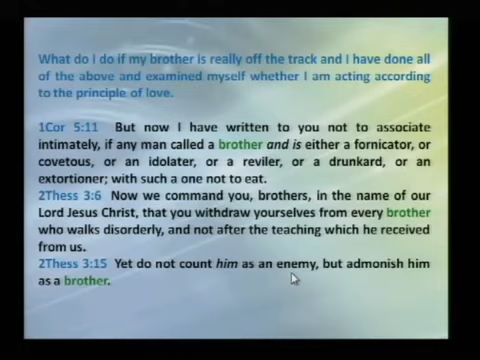 What do I do if my brother is really off the track and I have done all
of the above and examined myself whether I am acting according
to the principle of love.
1Cor 5:11 But now I have written to you not to associate
intimately, if any man called a brother and is either a fornicator, or
covetous, or an idolater, or a reviler, or a drunkard, or an
extortioner; with such a one not to eat.
2Thess 3:6 Now we command you, brothers, in the name of our
Lord Jesus Christ, that you withdraw yourselves from every brother
who walks disorderly, and not after the teaching which he received
from us.
2Thess 3:15 Yet do not count him as an enemy, but admonish him
as a brother.